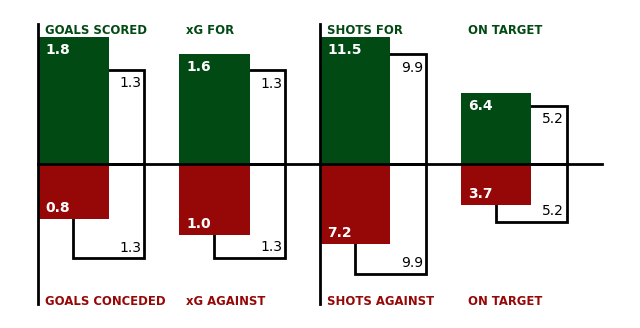 GOALS SCORED xG FOR SHOTS FOR ON TARGET
1.8 1.6 11.5 6.4
1.3 1.3 9.9 5.2
0.8 1.0 7.2 3.7
1.3 1.3 9.9 5.2
GOALS CONCEDED xG AGAINST SHOTS AGAINST ON TARGET